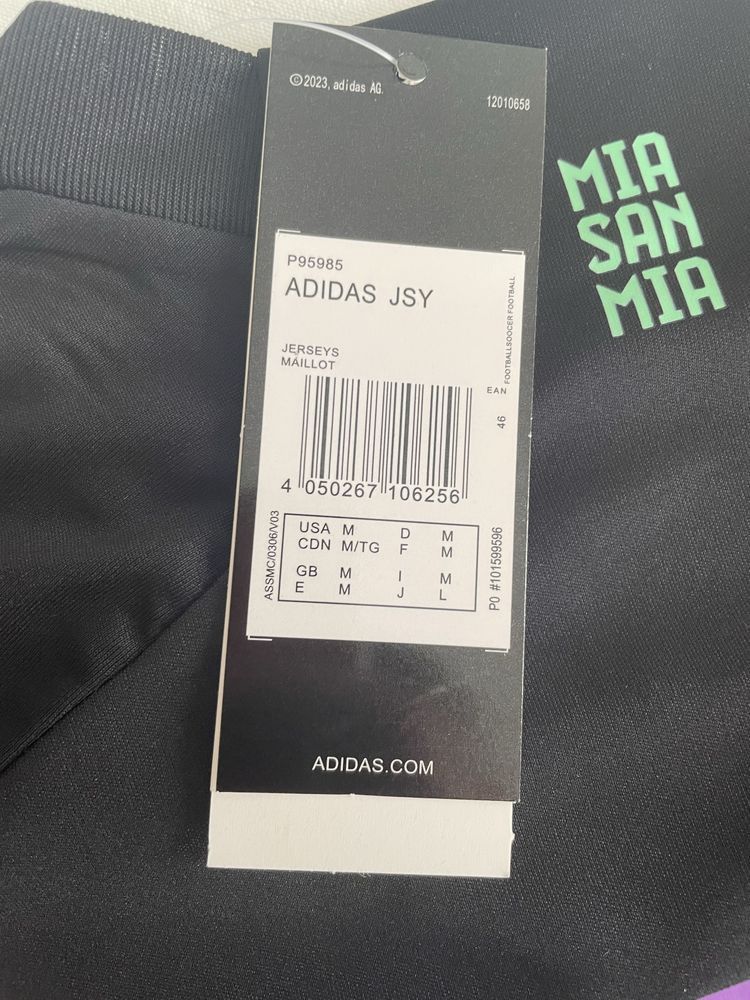 ©2023, adidas AG.
12010658
MIA
SAN
MIA
P95985
ADIDAS JSY
JERSEYS
MAILLOT
FOOTBALLSOCCER FOOTBALL
EAN
46
4 050267 106256
ASSMC/0306/V03
USA M D M
CDN M/TG F M
GB M I M
E M J L
PO #101599596
ADIDAS.COM